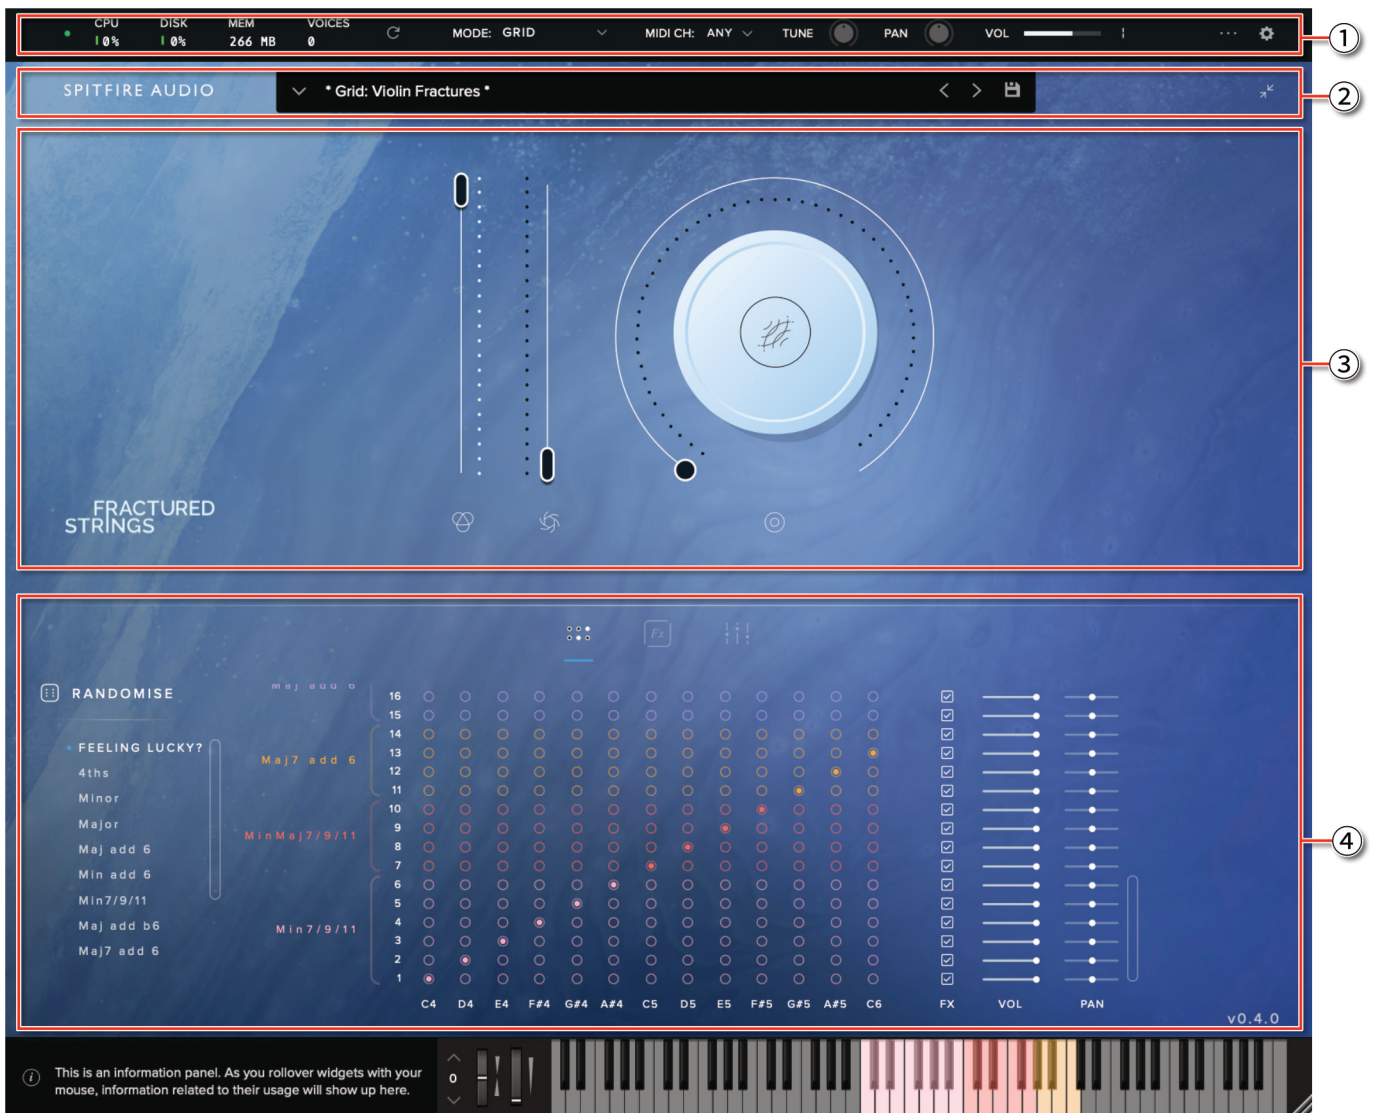 CPU DISK MEM VOICES
0% 0% 266 MB 0
MODE: GRID MIDI CH: ANY TUNE PAN VOL
1
SPITFIRE AUDIO
* Grid: Violin Fractures *
2
3
FRACTURED
STRINGS
Fx
RANDOMISE
FEELING LUCKY?
4ths
Minor
Major
Maj add 6
Min add 6
Min7/9/11
Maj add b6
Maj7 add 6
Maj add 6
Maj7 add 6
MinMaj7/9/11
Min7/9/11
16
15
14
13
12
11
10
9
8
7
6
5
4
3
2
1
C4 D4 E4 F#4 G#4 A#4 C5 D5 E5 F#5 G#5 A#5 C6 FX VOL PAN
4
v0.4.0
i
This is an information panel. As you rollover widgets with your
mouse, information related to their usage will show up here.
0